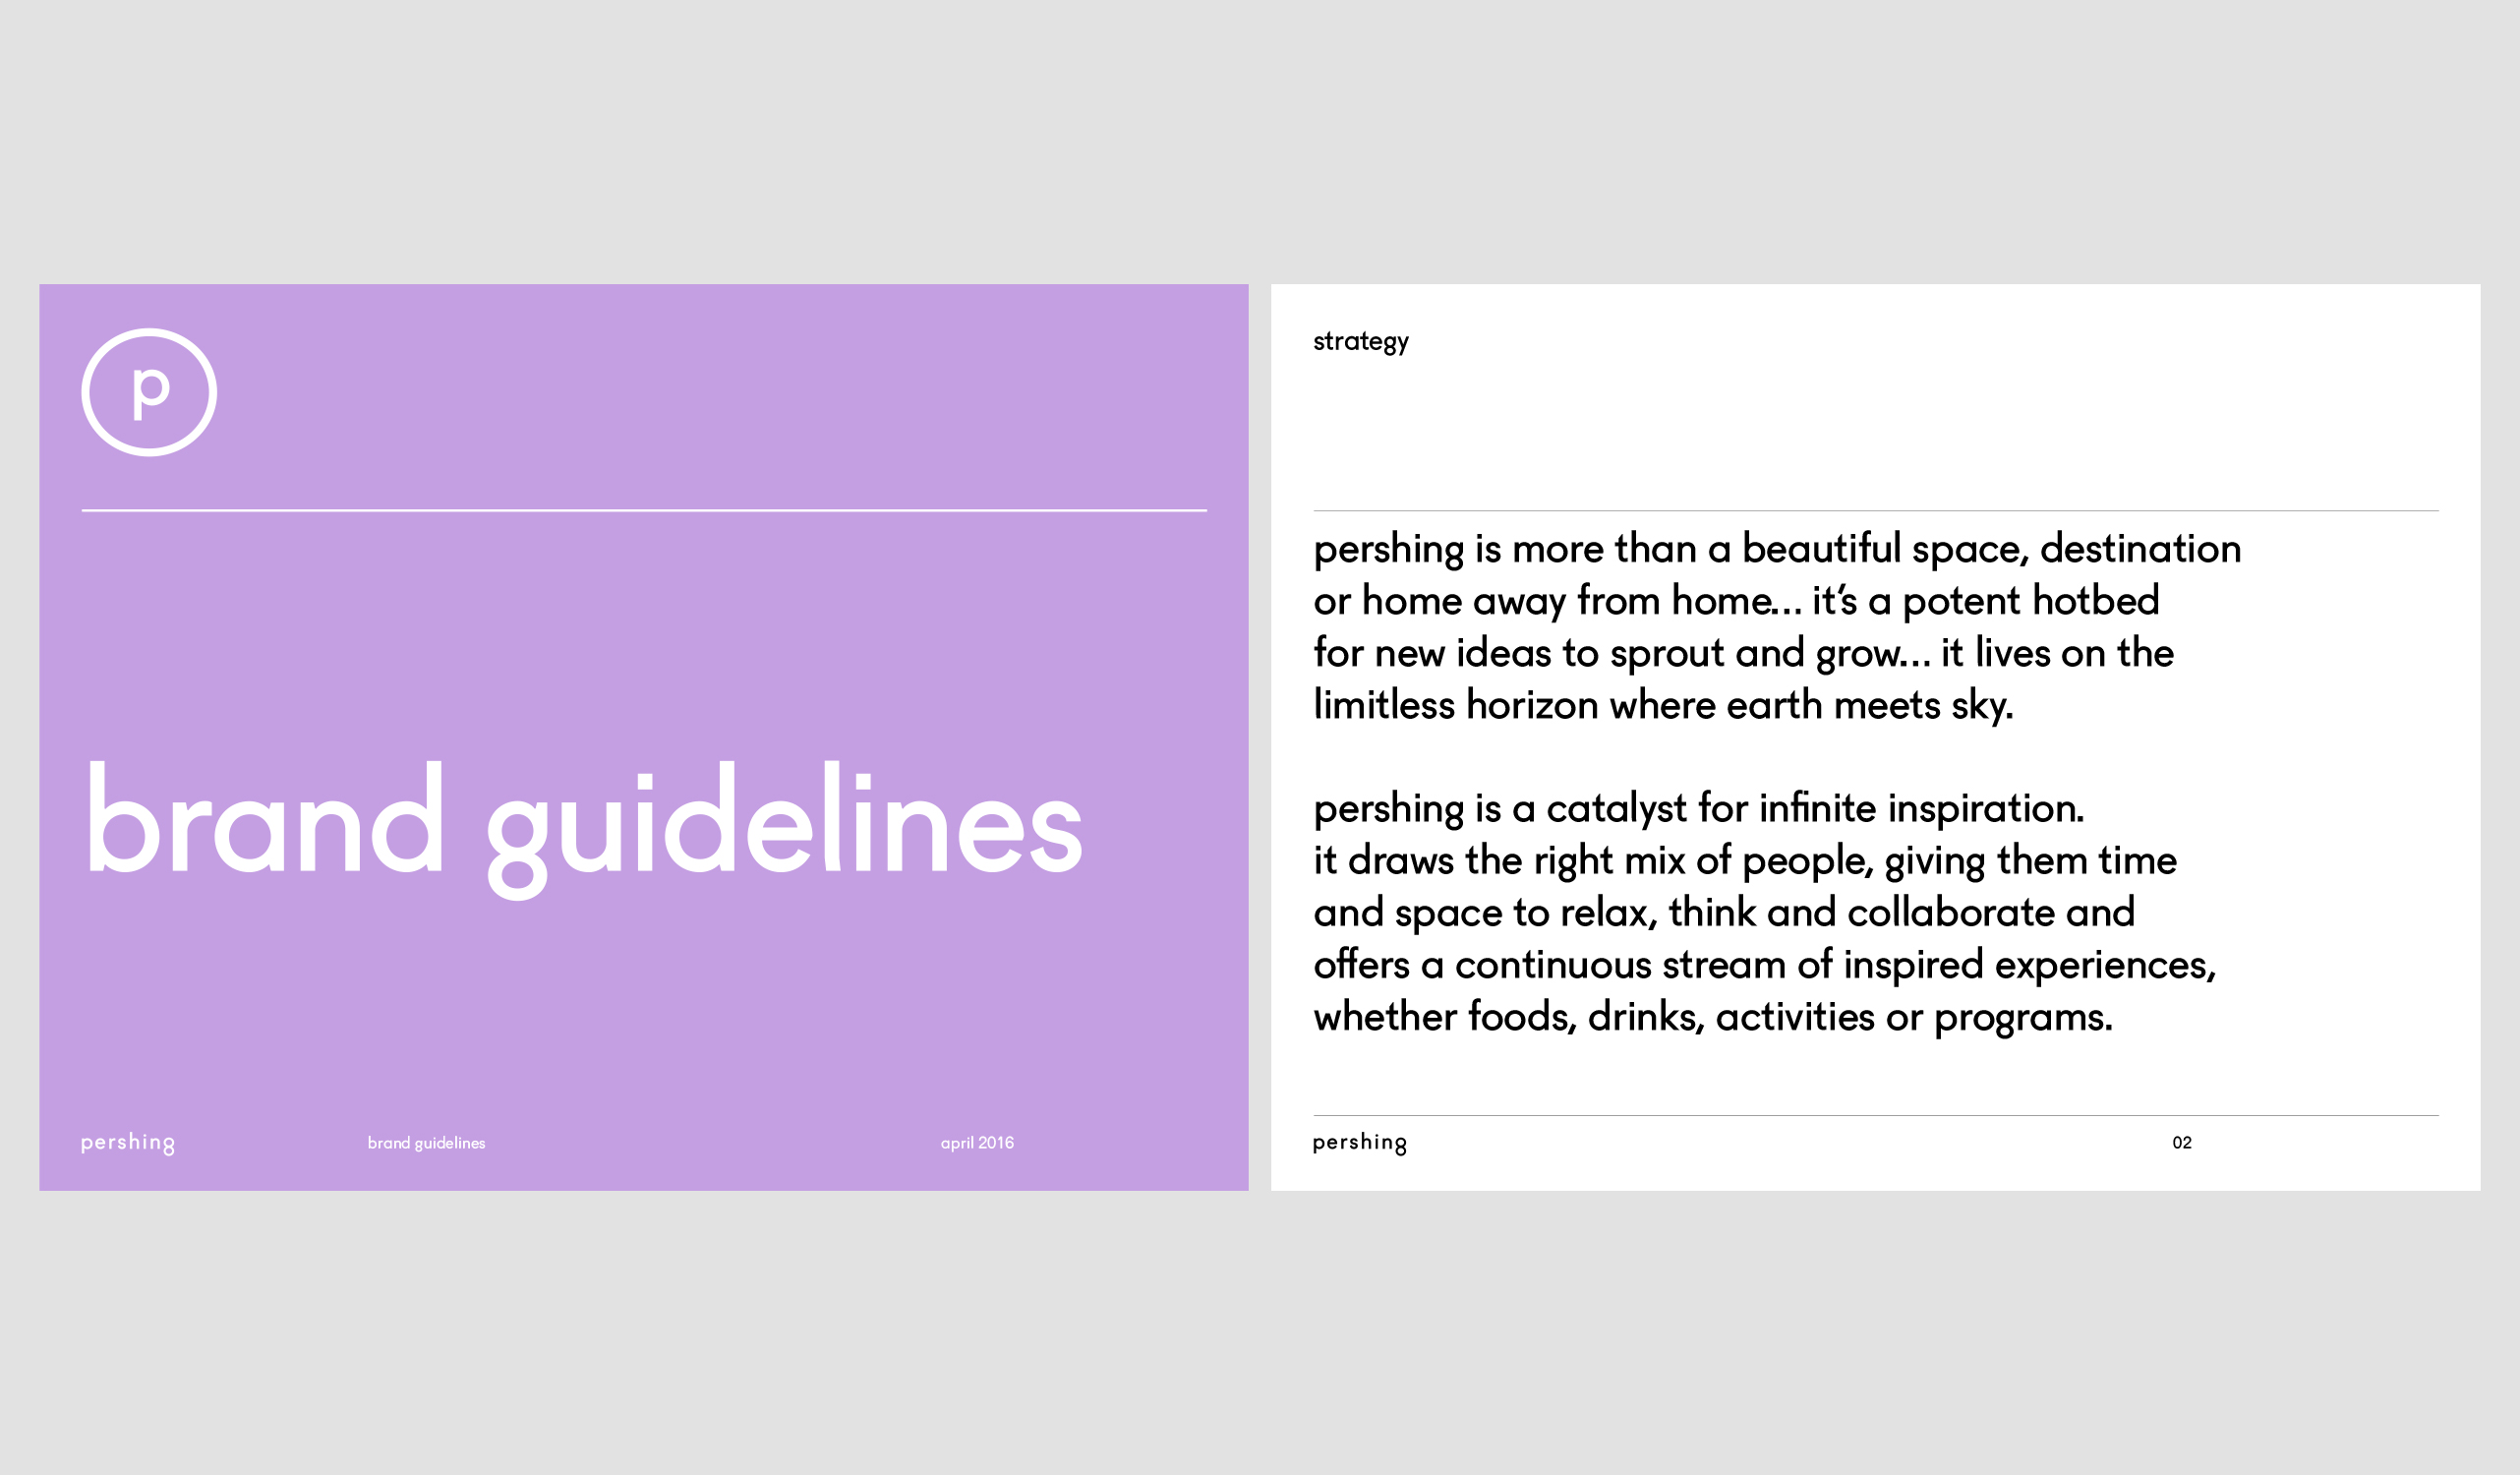 p
brand guidelines
pershing
brand guidelines
april 2016
strategy
pershing is more than a beautiful space, destination
or home away from home... it's a potent hotbed
for new ideas to sprout and grow... it lives on the
limitless horizon where earth meets sky.
pershing is a catalyst for infinite inspiration.
it draws the right mix of people, giving them time
and space to relax, think and collaborate and
offers a continuous stream of inspired experiences,
whether foods, drinks, activities or programs.
pershing
02